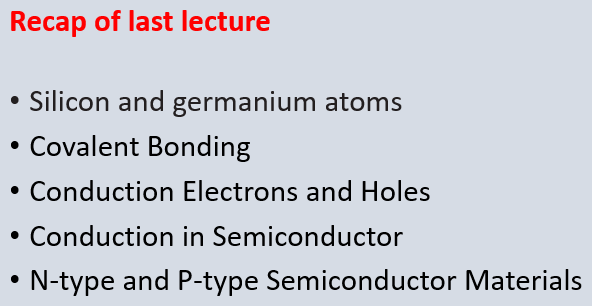 Recap of last lecture
• Silicon and germanium atoms
• Covalent Bonding
• Conduction Electrons and Holes
• Conduction in Semiconductor
• N-type and P-type Semiconductor Materials